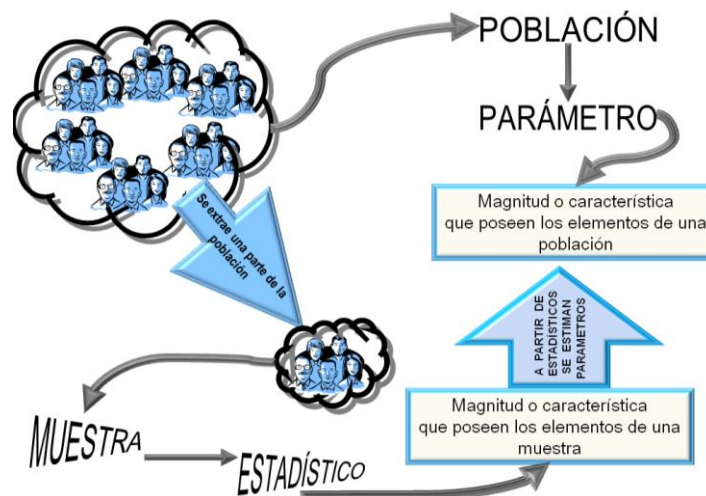 POBLACIÓN
PARÁMETRO
Magnitud o característica
que poseen los elementos de una
población
Se extrae una parte de la
población
A PARTIR DE
ESTADÍSTICOS
SE ESTIMAN
PARAMETROS
MUESTRA
ESTADÍSTICO
Magnitud o característica
que poseen los elementos de una
muestra